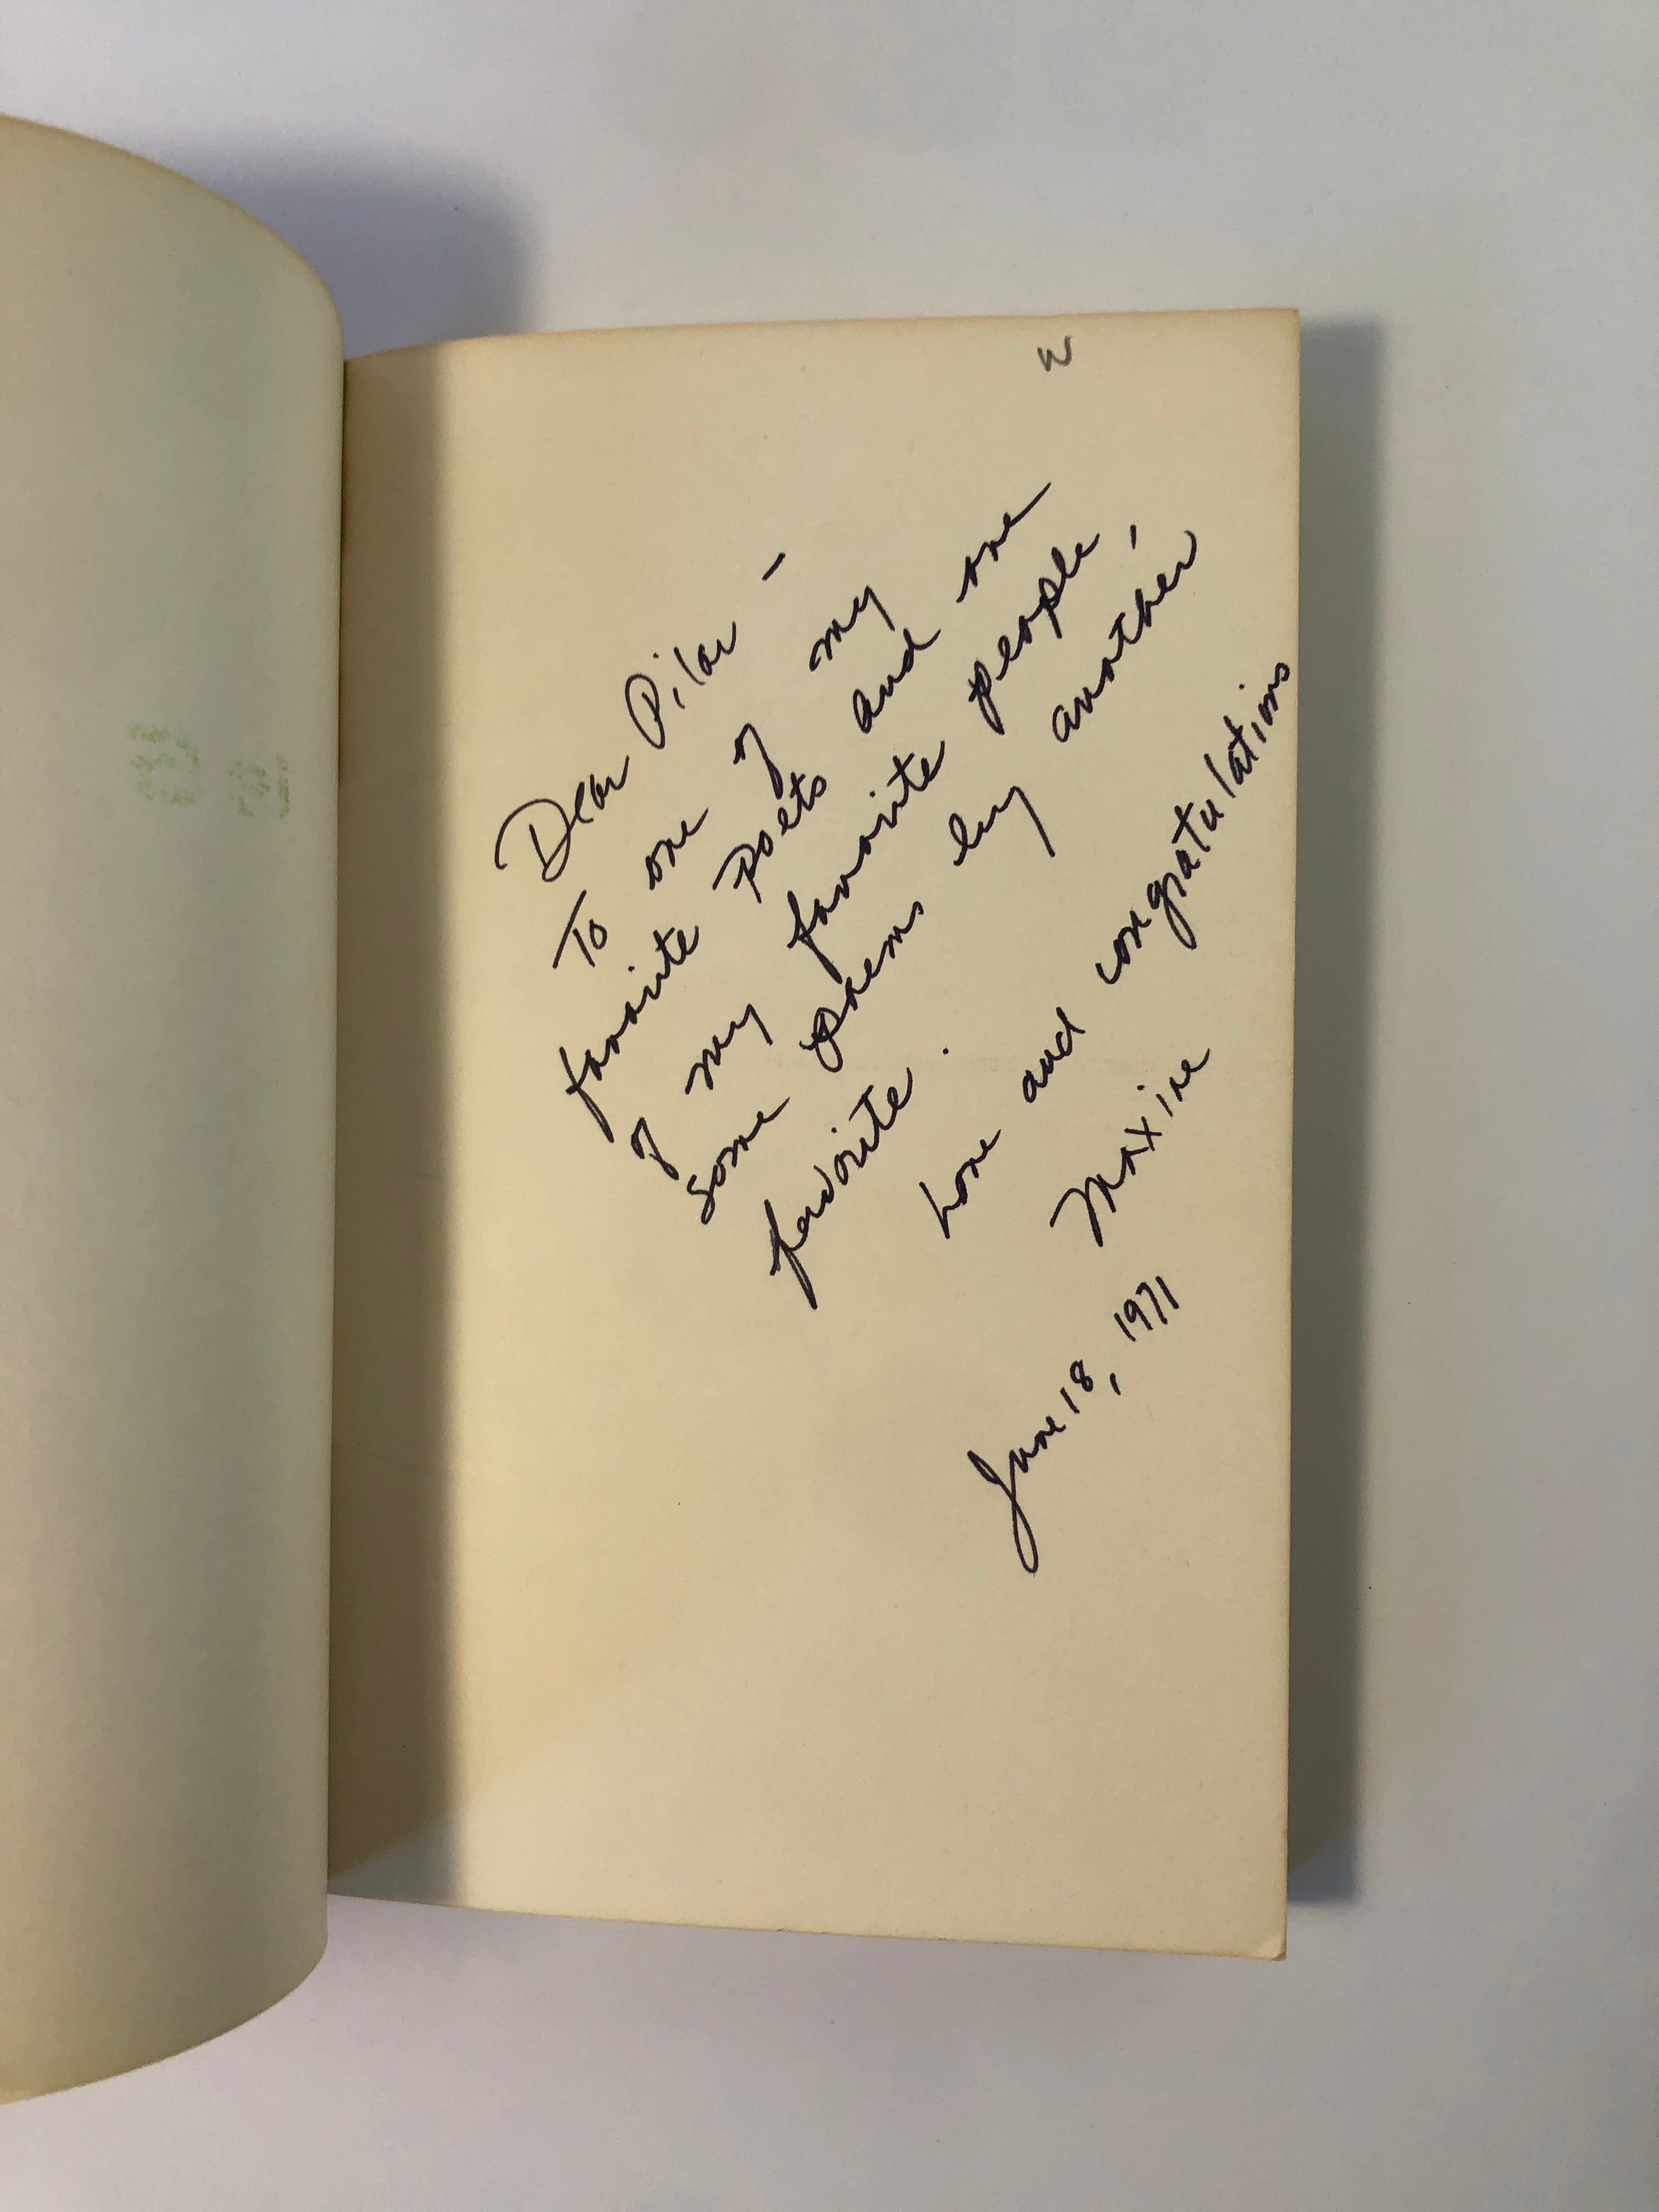 w
Dear Pilar –
To one of my
favorite poets and one
of my favorite people,
some poems by another
favorite.
Love and congratulations
Maxine
June 18, 1971